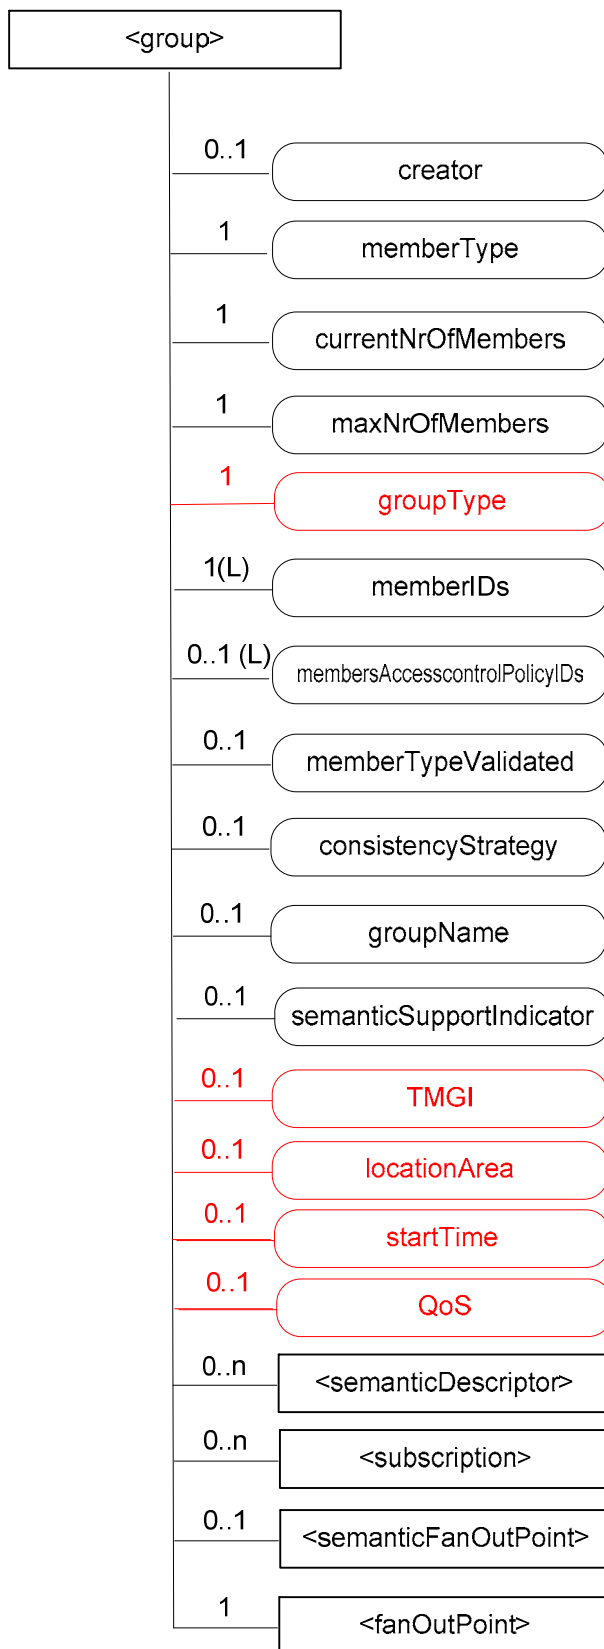 <group>
0..1
creator
1
memberType
1
currentNrOfMembers
1
maxNrOfMembers
1
groupType
1(L)
memberIDs
0..1 (L)
membersAccesscontrolPolicyIDs
0..1
memberTypeValidated
0..1
consistencyStrategy
0..1
groupName
0..1
semanticSupportIndicator
0..1
TMGI
0..1
locationArea
0..1
startTime
0..1
QoS
0..n
<semanticDescriptor>
0..n
<subscription>
0..1
<semanticFanOutPoint>
1
<fanOutPoint>